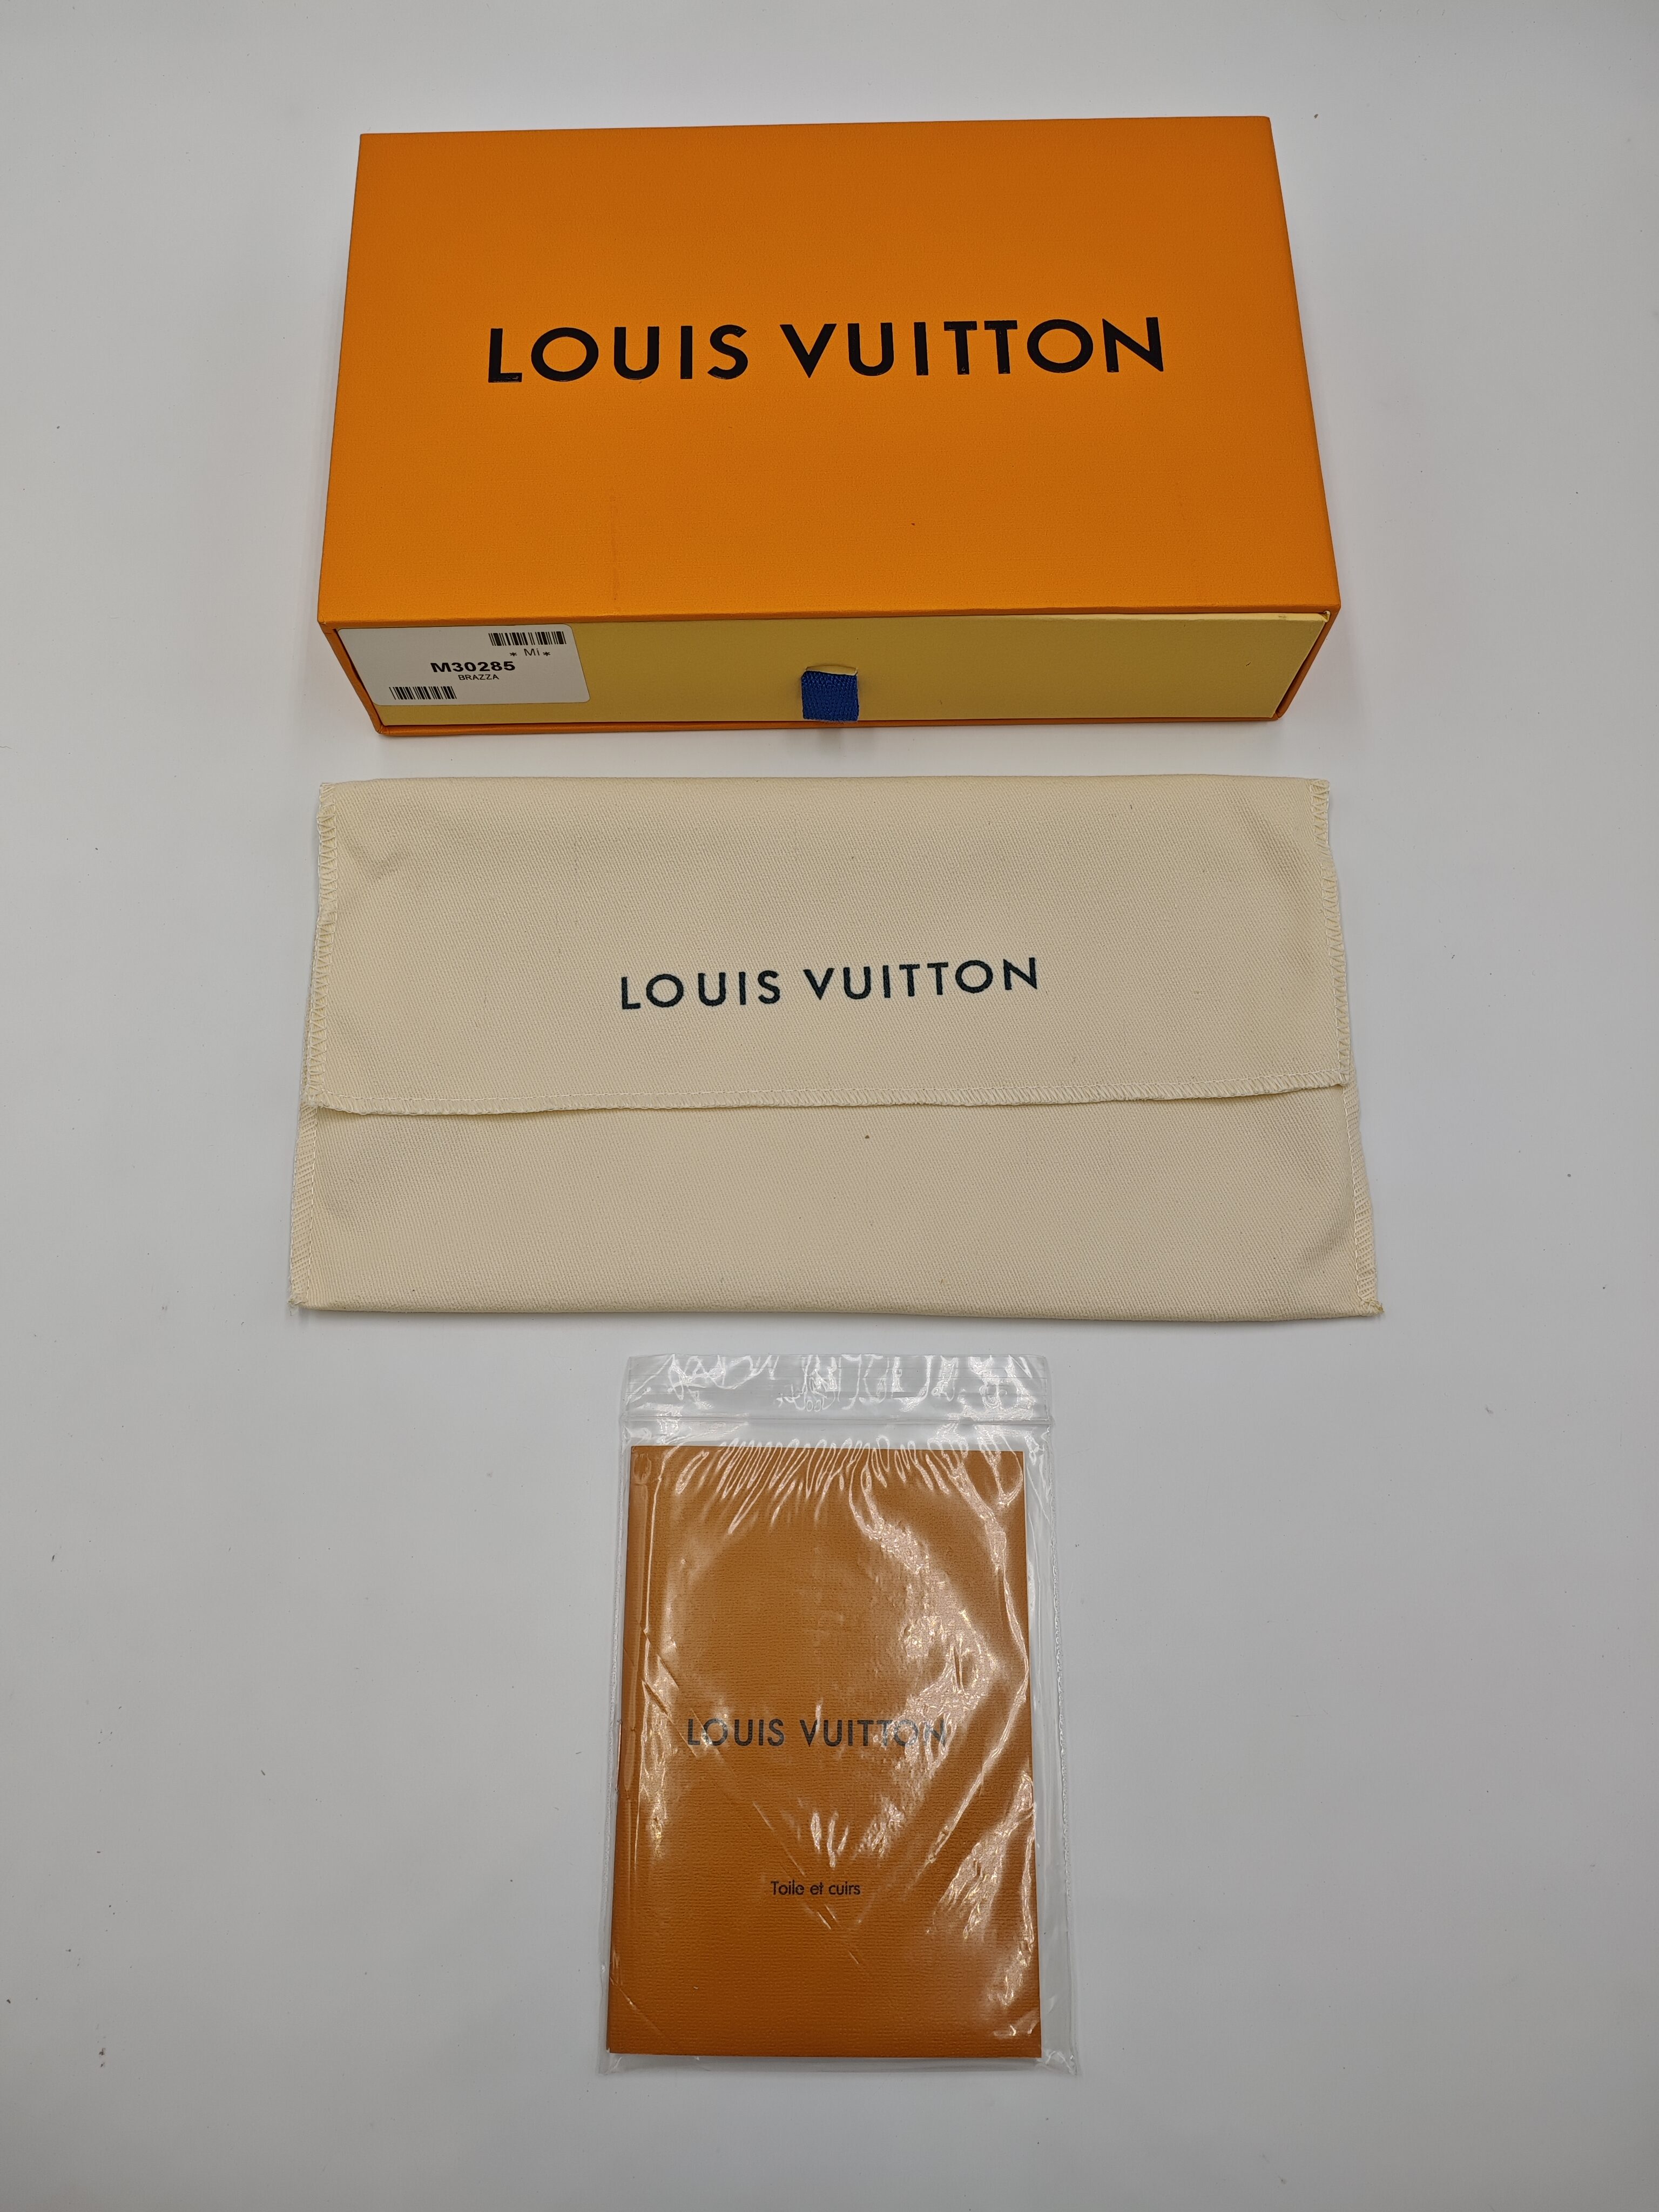 LOUIS VUITTON
* MI *
M30285
BRAZZA
LOUIS VUITTON
LOUIS VUITTON
Toile et cuirs